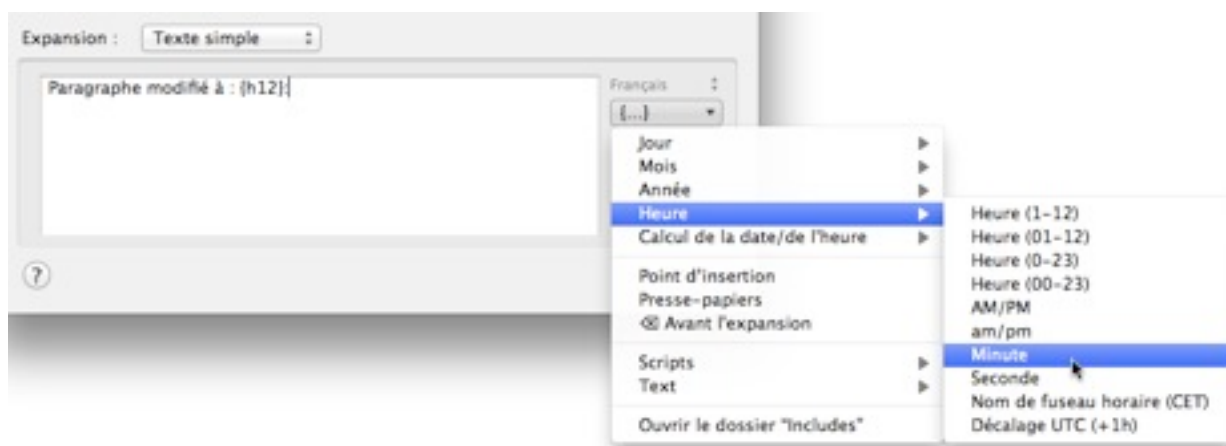 Expansion : Texte simple
Paragraphe modifié à : {h12}:
Français
{...}
Jour
Mois
Année
Heure
Calcul de la date/de l'heure
Point d'insertion
Presse-papiers
⌫ Avant l'expansion
Scripts
Text
Ouvrir le dossier "Includes"
Heure (1-12)
Heure (01-12)
Heure (0-23)
Heure (00-23)
AM/PM
am/pm
Minute
Seconde
Nom de fuseau horaire (CET)
Décalage UTC (+1h)
?